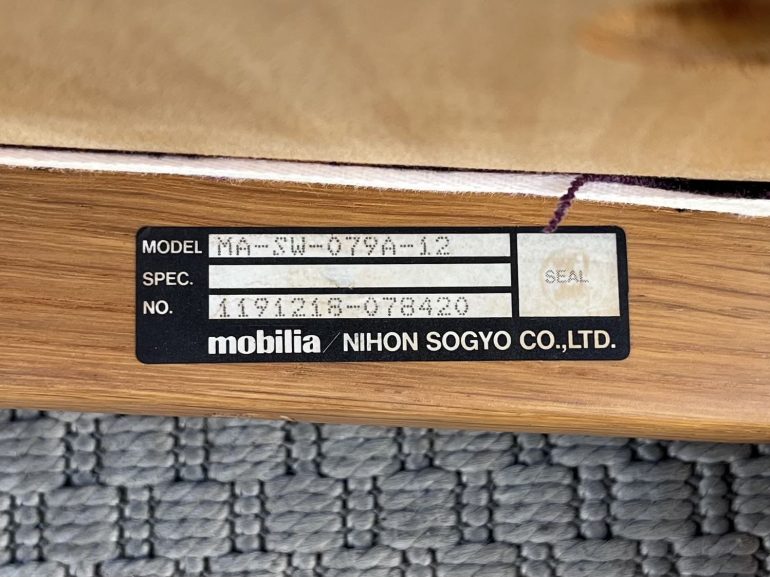 MODEL MA-SW-079A-12
SPEC.
NO. 1191218-078420
SEAL
mobilia / NIHON SOGYO CO.,LTD.